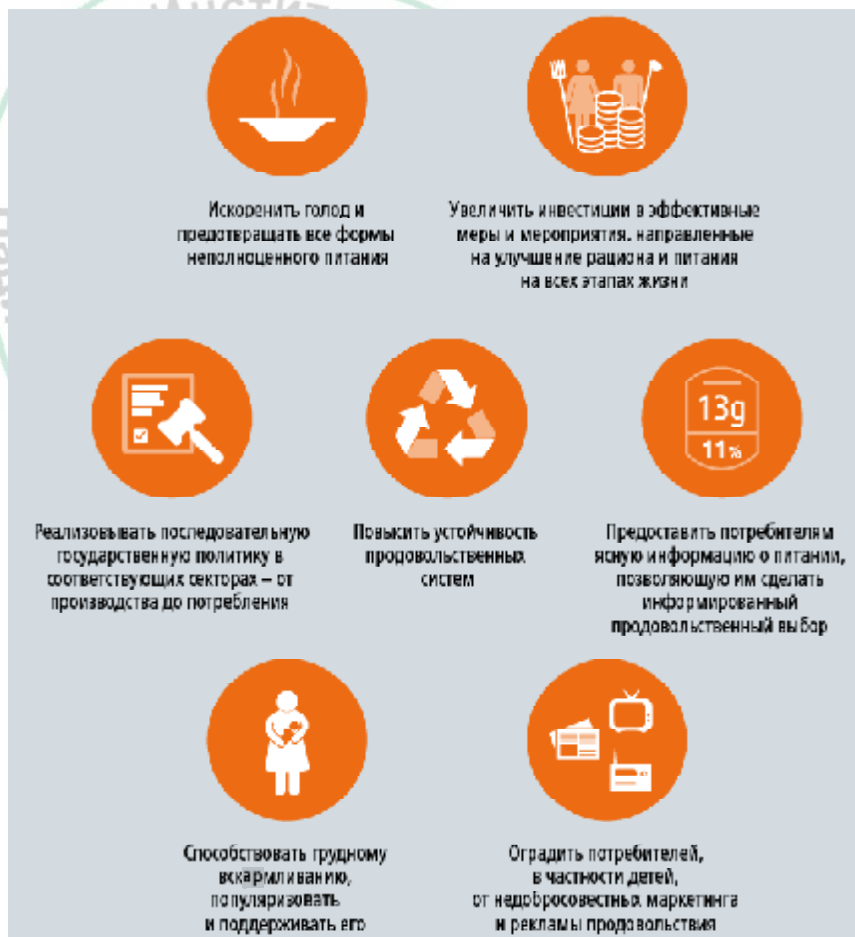 Искоренить голод и
предотвращать все формы
неполноценного питания
Увеличить инвестиции в эффективные
меры и мероприятия. направленные
на улучшение рациона и питания
на всех этапах жизни
13g
11%
Реализовывать последовательную
государственную политику в
соответствующих секторах – от
производства до потребления
Повысить устойчивость
продовольственных
систем
Предоставить потребителям
ясную информацию о питании,
позволяющую им сделать
информированный
продовольственный выбор
Способствовать грудному
вскармливанию,
популяризовать
и поддерживать его
Оградить потребителей,
в частности детей,
от недобросовестных маркетинга
и рекламы продовольствия